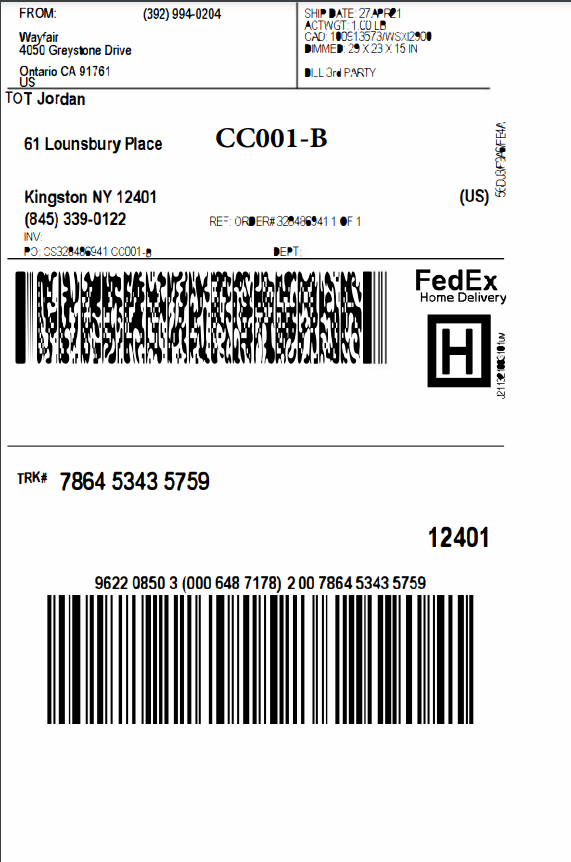 FROM: (392) 994-0204
Wayfair
4050 Greystone Drive
Ontario CA 91761
US
SHIP DATE: 27APR21
ACTWGT: 1.00 LB
CAD: 100913573/WSXI2900
DIMMED: 29 X 23 X 15 IN
BILL 3rd PARTY
TO T Jordan
61 Lounsbury Place
CC001-B
Kingston NY 12401
(US)
(845) 339-0122
REF: ORDER# 328486941 1 OF 1
INV:
PO: CS328486941 CC001-B DEPT:
FedEx
Home Delivery
H
TRK# 7864 5343 5759
12401
9622 0850 3 (000 648 7178) 2 00 7864 5343 5759